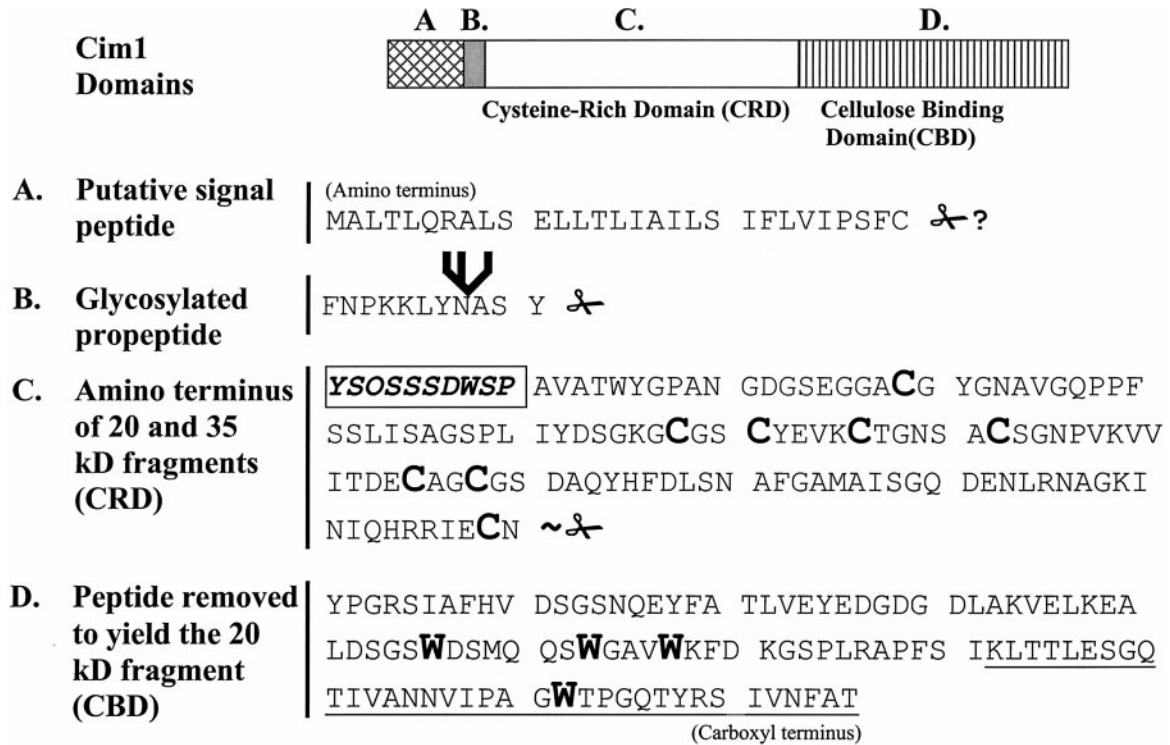 A B. C. D.
Cim1
Domains
Cysteine-Rich Domain (CRD) Cellulose Binding
Domain(CBD)
A. Putative signal
peptide
(Amino terminus)
MALTLQRALS ELLTLIAILS IFLVIPSFC ?
B. Glycosylated
propeptide
FNPKKLYNAS Y
C. Amino terminus
of 20 and 35
kD fragments
(CRD)
YSOSSSDWSP AVATWYGPAN GDGSEGGACG YGNAVGQPPF
SSLISAGSPL IYDSGKGCGS CYEVKCTGNS ACSGNPVKVV
ITDECAGCGS DAQYHFDLSN AFGAMAISGQ DENLRNAGKI
NIQHRRIECN ~
D. Peptide removed
to yield the 20
kD fragment
(CBD)
YPGRSIAFHV DSGSNQEYFA TLVEYEDGDG DLAKVELKEA
LDSGSWDSMQ QSWGAVWKFD KGSPLRAPFS IKLTTLESGQ
TIVANNVIPA GWTPGQTYRS IVNFAT
(Carboxyl terminus)